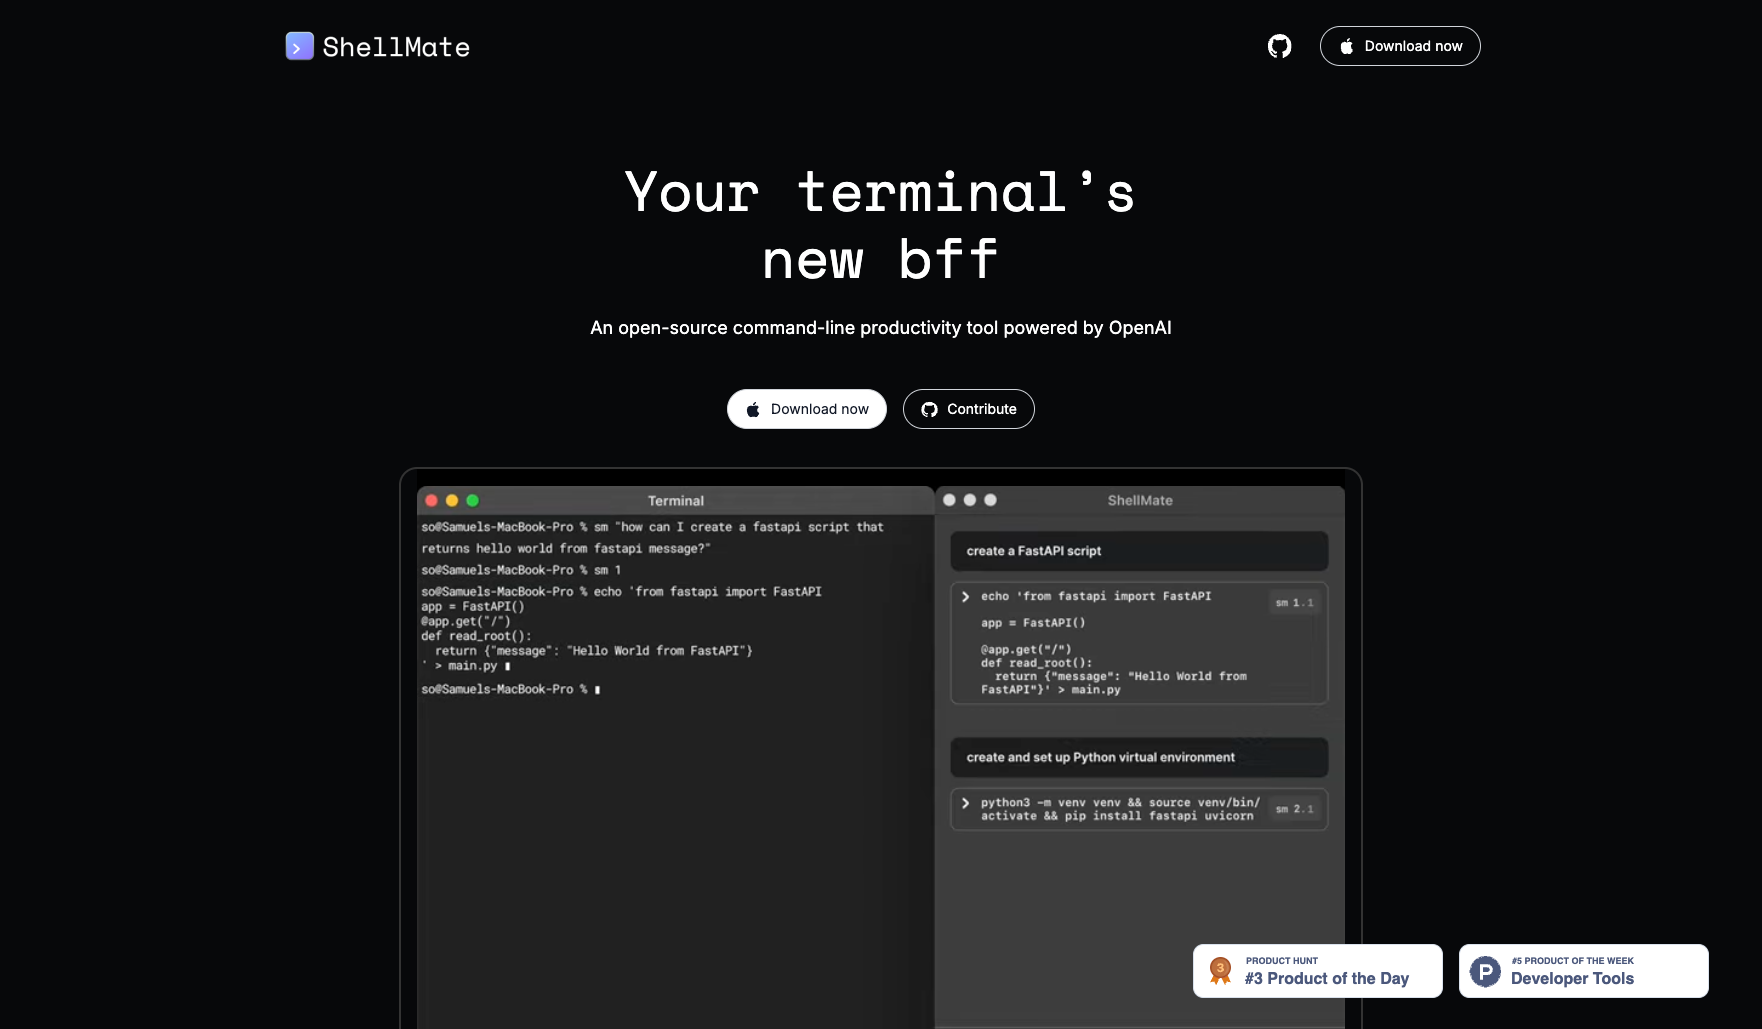 ShellMate
Download now
Your terminal’s
new bff
An open-source command-line productivity tool powered by OpenAI
Download now
Contribute
Terminal
so@Samuels-MacBook-Pro % sm "how can I create a fastapi script that
returns hello world from fastapi message?"
so@Samuels-MacBook-Pro % sm 1
so@Samuels-MacBook-Pro % echo 'from fastapi import FastAPI
app = FastAPI()
@app.get("/")
def read_root():
  return {"message": "Hello World from FastAPI"}
' > main.py
so@Samuels-MacBook-Pro %
ShellMate
create a FastAPI script
echo 'from fastapi import FastAPI
sm 1.1
app = FastAPI()
@app.get("/")
def read_root():
  return {"message": "Hello World from
FastAPI"}' > main.py
create and set up Python virtual environment
python3 -m venv venv && source venv/bin/
activate && pip install fastapi uvicorn
sm 2.1
3
PRODUCT HUNT
#3 Product of the Day
P
#5 PRODUCT OF THE WEEK
Developer Tools